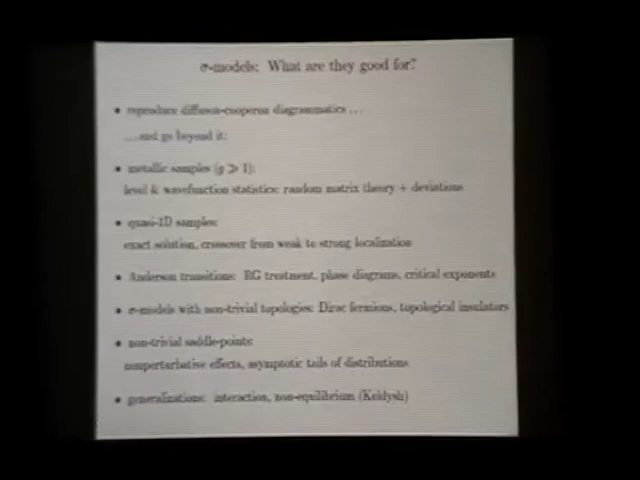 σ-models: What are they good for?
• reproduce diffuson-cooperon diagrammatics ...
...and go beyond it:
• metallic samples (g ≫ 1):
level & wavefunction statistics: random matrix theory + deviations
• quasi-1D samples:
exact solution, crossover from weak to strong localization
• Anderson transitions: RG treatment, phase diagrams, critical exponents
• σ-models with non-trivial topologies: Dirac fermions, topological insulators
• non-trivial saddle-points:
nonperturbative effects, asymptotic tails of distributions
• generalizations: interaction, non-equilibrium (Keldysh)